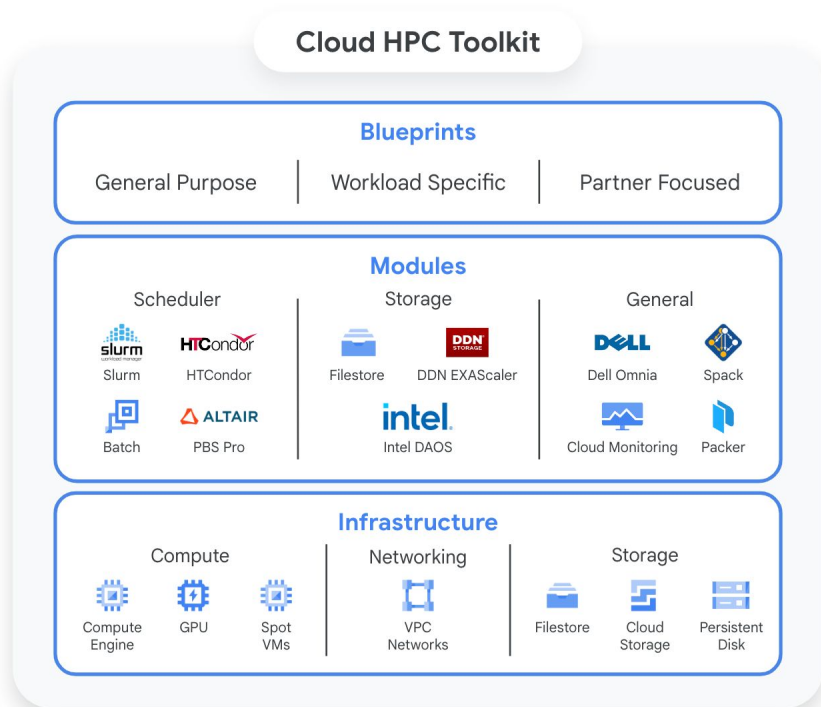 Cloud HPC Toolkit
Blueprints
General Purpose
Workload Specific
Partner Focused
Modules
Scheduler
slurm
workload manager
Slurm
HTCondor
HTCondor
Batch
ALTAIR
PBS Pro
Storage
Filestore
DDN
STORAGE
DDN EXAScaler
intel.
Intel DAOS
General
DELL
Dell Omnia
Spack
Cloud Monitoring
Packer
Infrastructure
Compute
Compute
Engine
GPU
Spot
VMs
Networking
VPC
Networks
Storage
Filestore
Cloud
Storage
Persistent
Disk